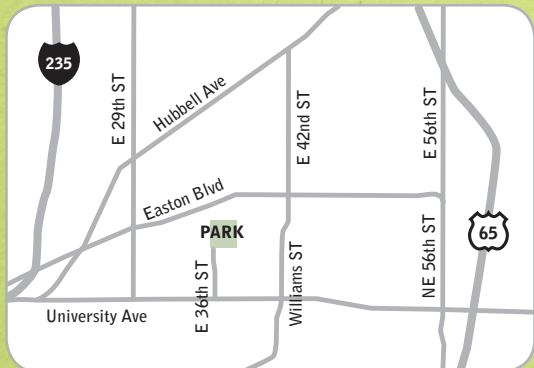 235
E 29th ST
Hubbell Ave
E 42nd ST
E 56th ST
Easton Blvd
PARK
E 36th ST
Williams ST
NE 56th ST
65
University Ave